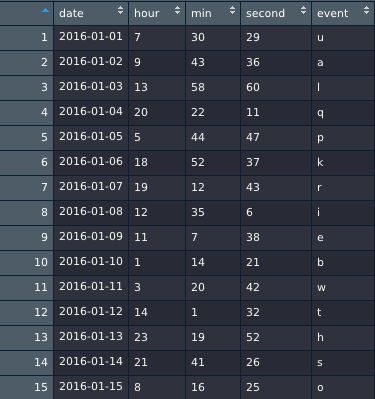 date hour min second event
1 2016-01-01 7 30 29 u
2 2016-01-02 9 43 36 a
3 2016-01-03 13 58 60 l
4 2016-01-04 20 22 11 q
5 2016-01-05 5 44 47 p
6 2016-01-06 18 52 37 k
7 2016-01-07 19 12 43 r
8 2016-01-08 12 35 6 i
9 2016-01-09 11 7 38 e
10 2016-01-10 1 14 21 b
11 2016-01-11 3 20 42 w
12 2016-01-12 14 1 32 t
13 2016-01-13 23 19 52 h
14 2016-01-14 21 41 26 s
15 2016-01-15 8 16 25 o